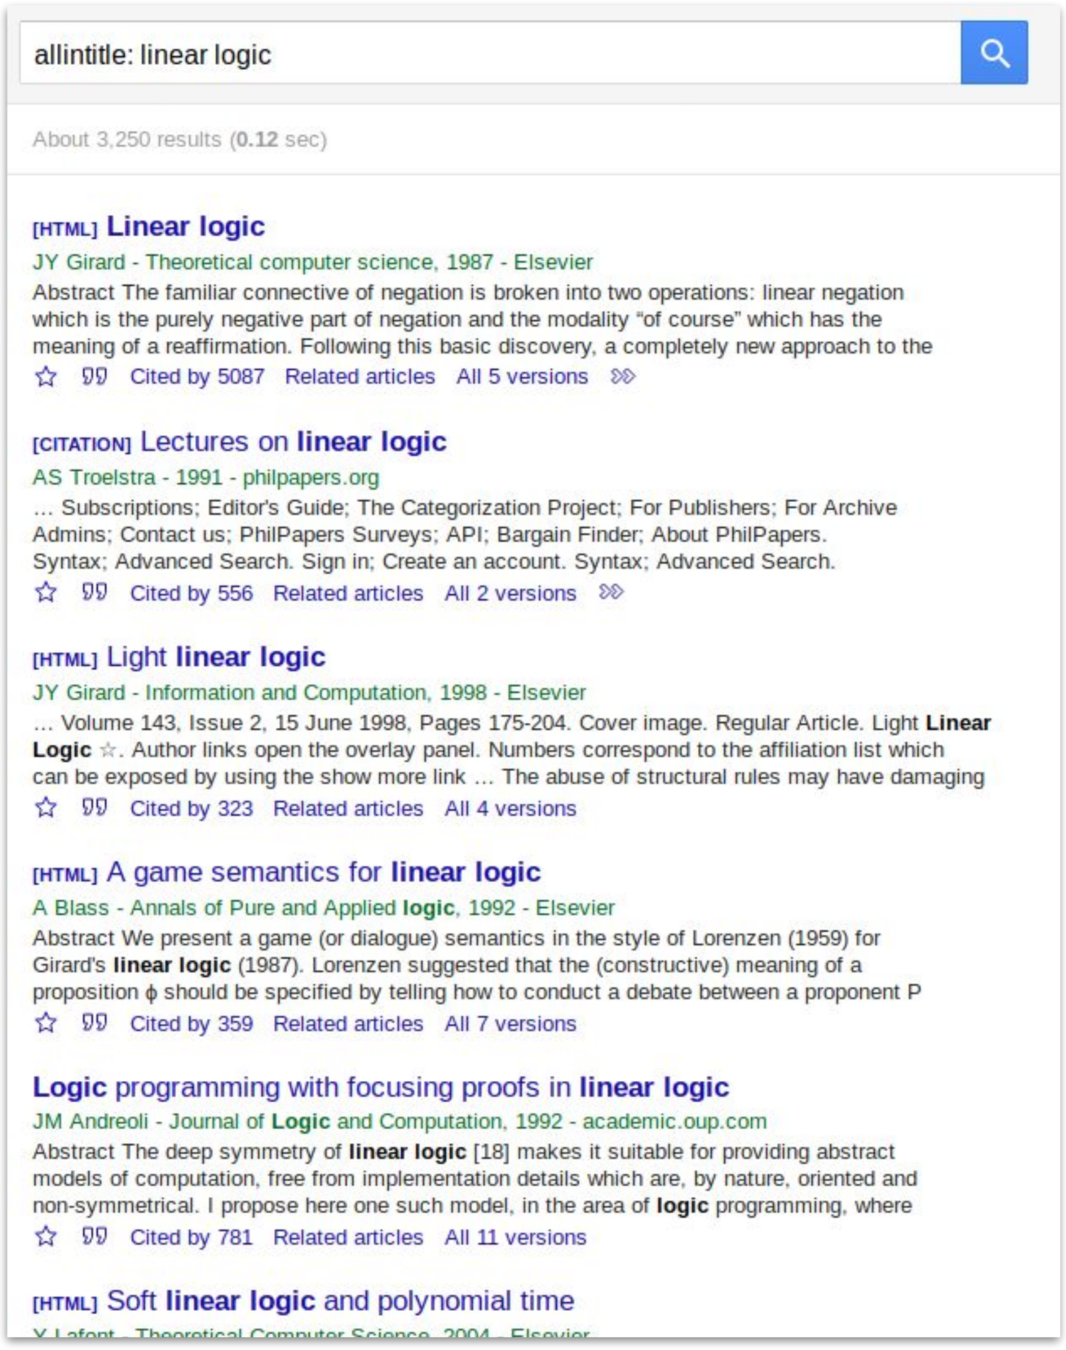 allintitle: linear logic
About 3,250 results (0.12 sec)
[HTML] Linear logic
JY Girard - Theoretical computer science, 1987 - Elsevier
Abstract The familiar connective of negation is broken into two operations: linear negation
which is the purely negative part of negation and the modality “of course” which has the
meaning of a reaffirmation. Following this basic discovery, a completely new approach to the
Cited by 5087 Related articles All 5 versions
[CITATION] Lectures on linear logic
AS Troelstra - 1991 - philpapers.org
… Subscriptions; Editor's Guide; The Categorization Project; For Publishers; For Archive
Admins; Contact us; PhilPapers Surveys; API; Bargain Finder; About PhilPapers.
Syntax; Advanced Search. Sign in; Create an account. Syntax; Advanced Search.
Cited by 556 Related articles All 2 versions
[HTML] Light linear logic
JY Girard - Information and Computation, 1998 - Elsevier
… Volume 143, Issue 2, 15 June 1998, Pages 175-204. Cover image. Regular Article. Light Linear
Logic ☆. Author links open the overlay panel. Numbers correspond to the affiliation list which
can be exposed by using the show more link … The abuse of structural rules may have damaging
Cited by 323 Related articles All 4 versions
[HTML] A game semantics for linear logic
A Blass - Annals of Pure and Applied logic, 1992 - Elsevier
Abstract We present a game (or dialogue) semantics in the style of Lorenzen (1959) for
Girard's linear logic (1987). Lorenzen suggested that the (constructive) meaning of a
proposition ϕ should be specified by telling how to conduct a debate between a proponent P
Cited by 359 Related articles All 7 versions
Logic programming with focusing proofs in linear logic
JM Andreoli - Journal of Logic and Computation, 1992 - academic.oup.com
Abstract The deep symmetry of linear logic [18] makes it suitable for providing abstract
models of computation, free from implementation details which are, by nature, oriented and
non-symmetrical. I propose here one such model, in the area of logic programming, where
Cited by 781 Related articles All 11 versions
[HTML] Soft linear logic and polynomial time
Y Lafont - Theoretical Computer Science, 2004 - Elsevier